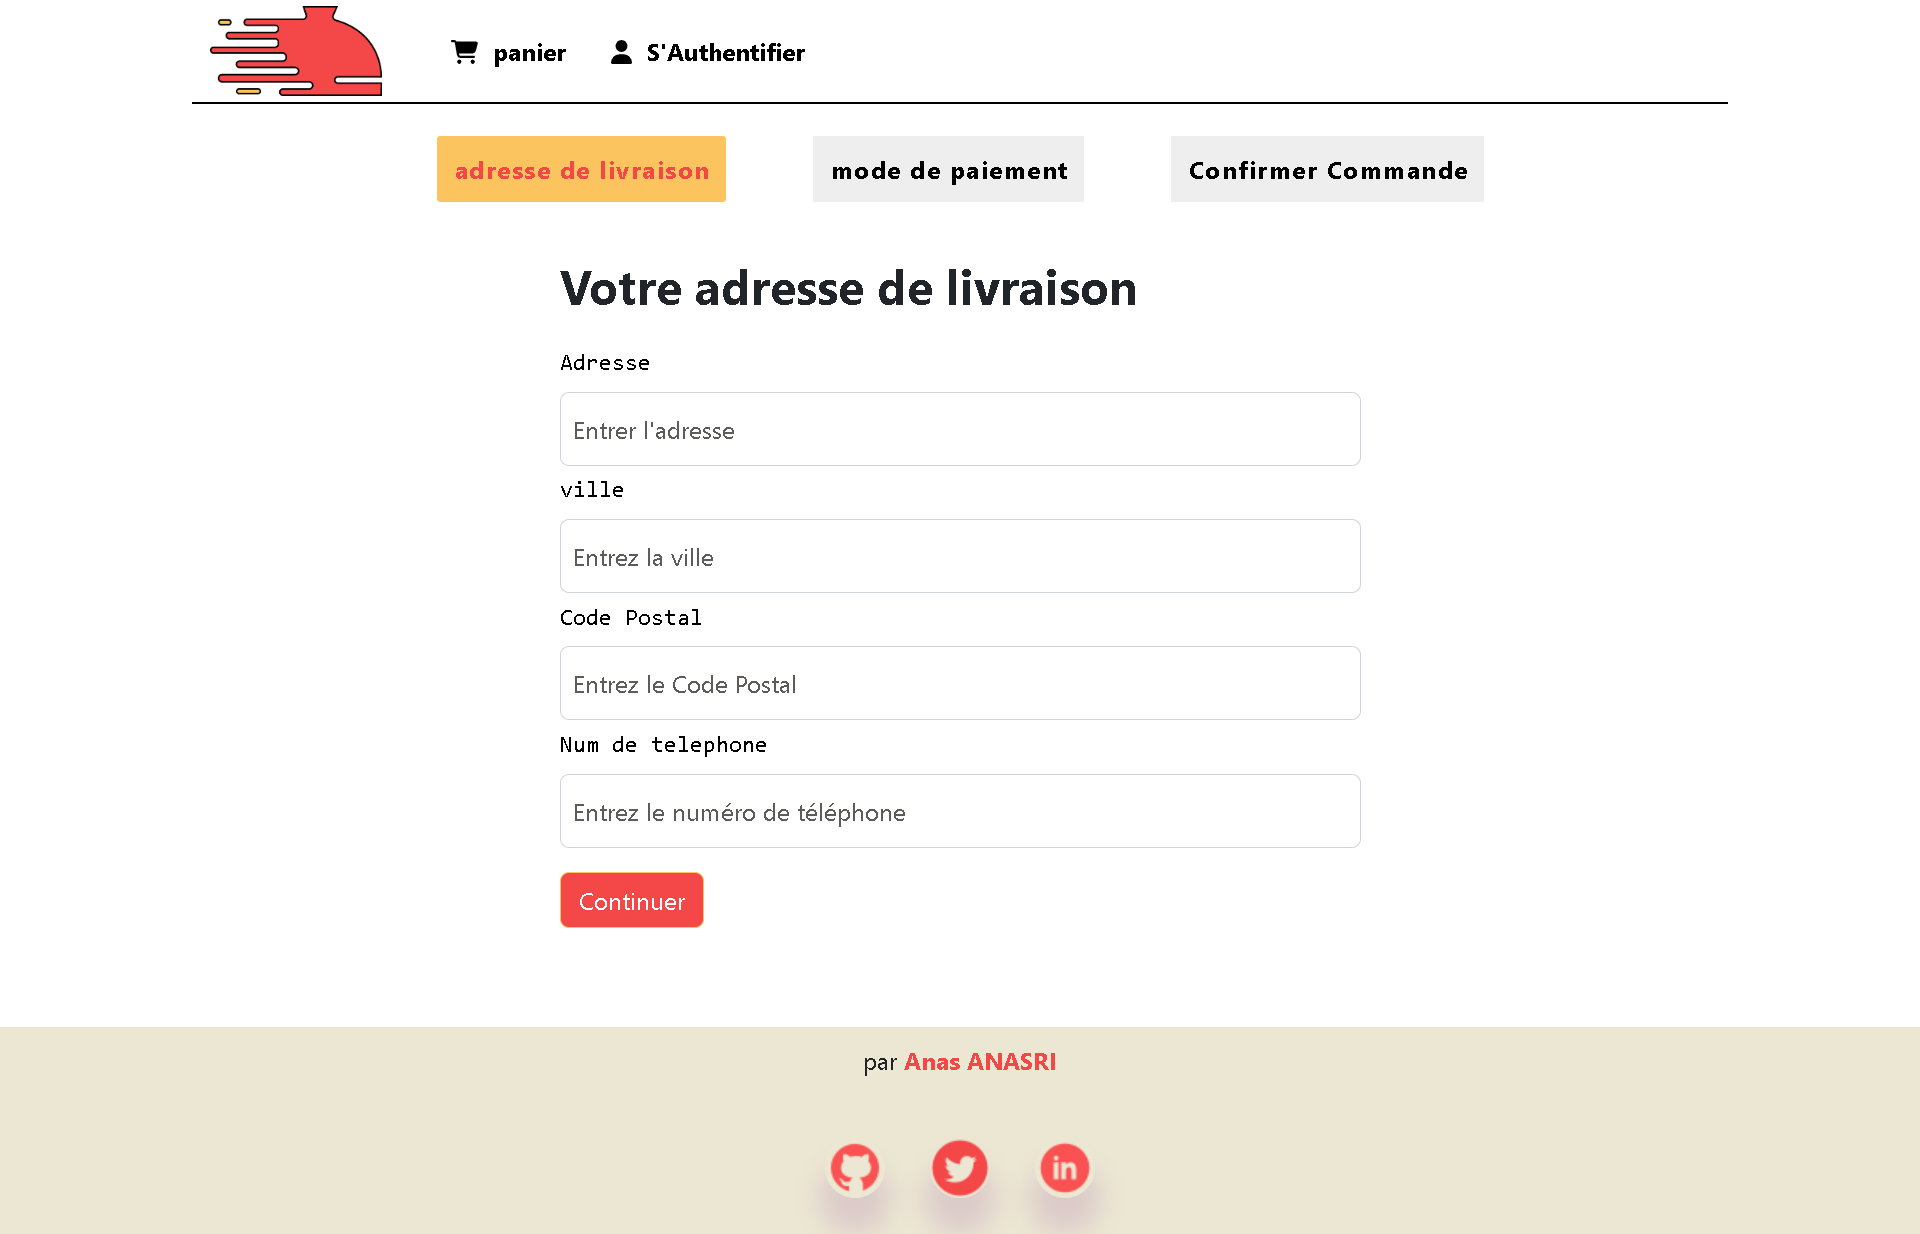 panier
S'Authentifier
adresse de livraison
mode de paiement
Confirmer Commande
Votre adresse de livraison
Adresse
Entrer l'adresse
ville
Entrez la ville
Code Postal
Entrez le Code Postal
Num de telephone
Entrez le numéro de téléphone
Continuer
par Anas ANASRI
in